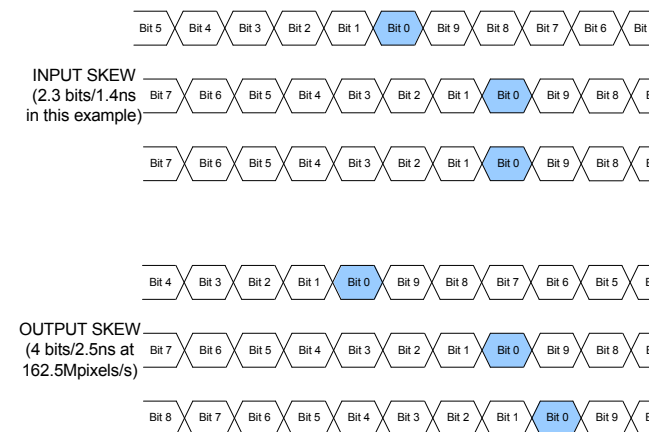 Bit 5 Bit 4 Bit 3 Bit 2 Bit 1 Bit 0 Bit 9 Bit 8 Bit 7 Bit 6 Bit
INPUT SKEW
(2.3 bits/1.4ns
in this example)
Bit 7 Bit 6 Bit 5 Bit 4 Bit 3 Bit 2 Bit 1 Bit 0 Bit 9 Bit 8
Bit 7 Bit 6 Bit 5 Bit 4 Bit 3 Bit 2 Bit 1 Bit 0 Bit 9 Bit 8
Bit 4 Bit 3 Bit 2 Bit 1 Bit 0 Bit 9 Bit 8 Bit 7 Bit 6 Bit 5
OUTPUT SKEW
(4 bits/2.5ns at
162.5Mpixels/s)
Bit 7 Bit 6 Bit 5 Bit 4 Bit 3 Bit 2 Bit 1 Bit 0 Bit 9 Bit 8
Bit 8 Bit 7 Bit 6 Bit 5 Bit 4 Bit 3 Bit 2 Bit 1 Bit 0 Bit 9